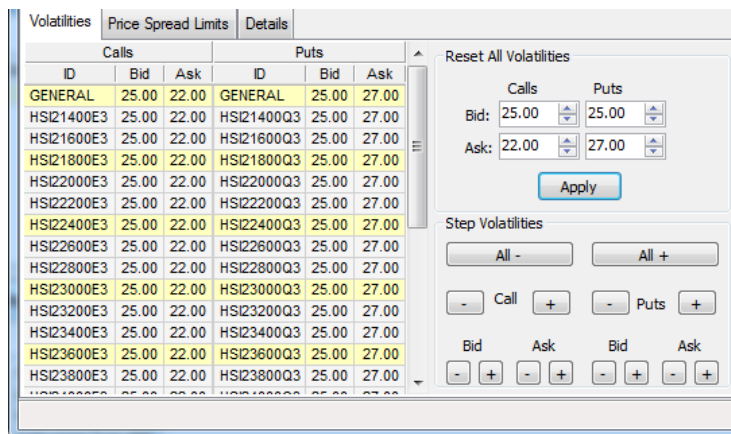 Volatilities Price Spread Limits Details
Calls Puts
ID Bid Ask ID Bid Ask
GENERAL 25.00 22.00 GENERAL 25.00 27.00
HSI21400E3 25.00 22.00 HSI21400Q3 25.00 27.00
HSI21600E3 25.00 22.00 HSI21600Q3 25.00 27.00
HSI21800E3 25.00 22.00 HSI21800Q3 25.00 27.00
HSI22000E3 25.00 22.00 HSI22000Q3 25.00 27.00
HSI22200E3 25.00 22.00 HSI22200Q3 25.00 27.00
HSI22400E3 25.00 22.00 HSI22400Q3 25.00 27.00
HSI22600E3 25.00 22.00 HSI22600Q3 25.00 27.00
HSI22800E3 25.00 22.00 HSI22800Q3 25.00 27.00
HSI23000E3 25.00 22.00 HSI23000Q3 25.00 27.00
HSI23200E3 25.00 22.00 HSI23200Q3 25.00 27.00
HSI23400E3 25.00 22.00 HSI23400Q3 25.00 27.00
HSI23600E3 25.00 22.00 HSI23600Q3 25.00 27.00
HSI23800E3 25.00 22.00 HSI23800Q3 25.00 27.00
Reset All Volatilities
Calls Puts
Bid: 25.00 25.00
Ask: 22.00 27.00
Apply
Step Volatilities
All - All +
- Call + - Puts +
Bid Ask Bid Ask
- + - + - + - +